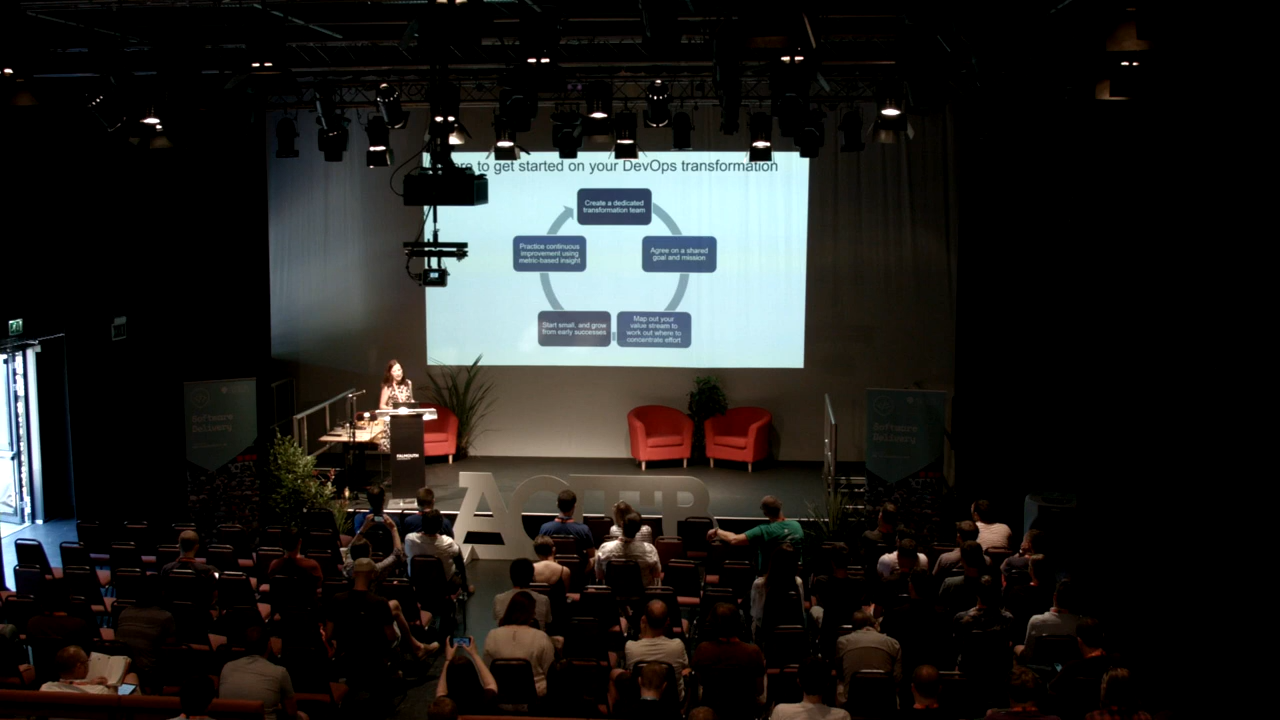 to get started on your DevOps transformation
Create a dedicated
transformation team
Practice continuous
improvement using
metric-based insight
Agree on a shared
goal and mission
Start small, and grow
from early successes
Map out your
value stream to
work out where to
concentrate effort
Software
Delivery
Software
Delivery
FALMOUTH